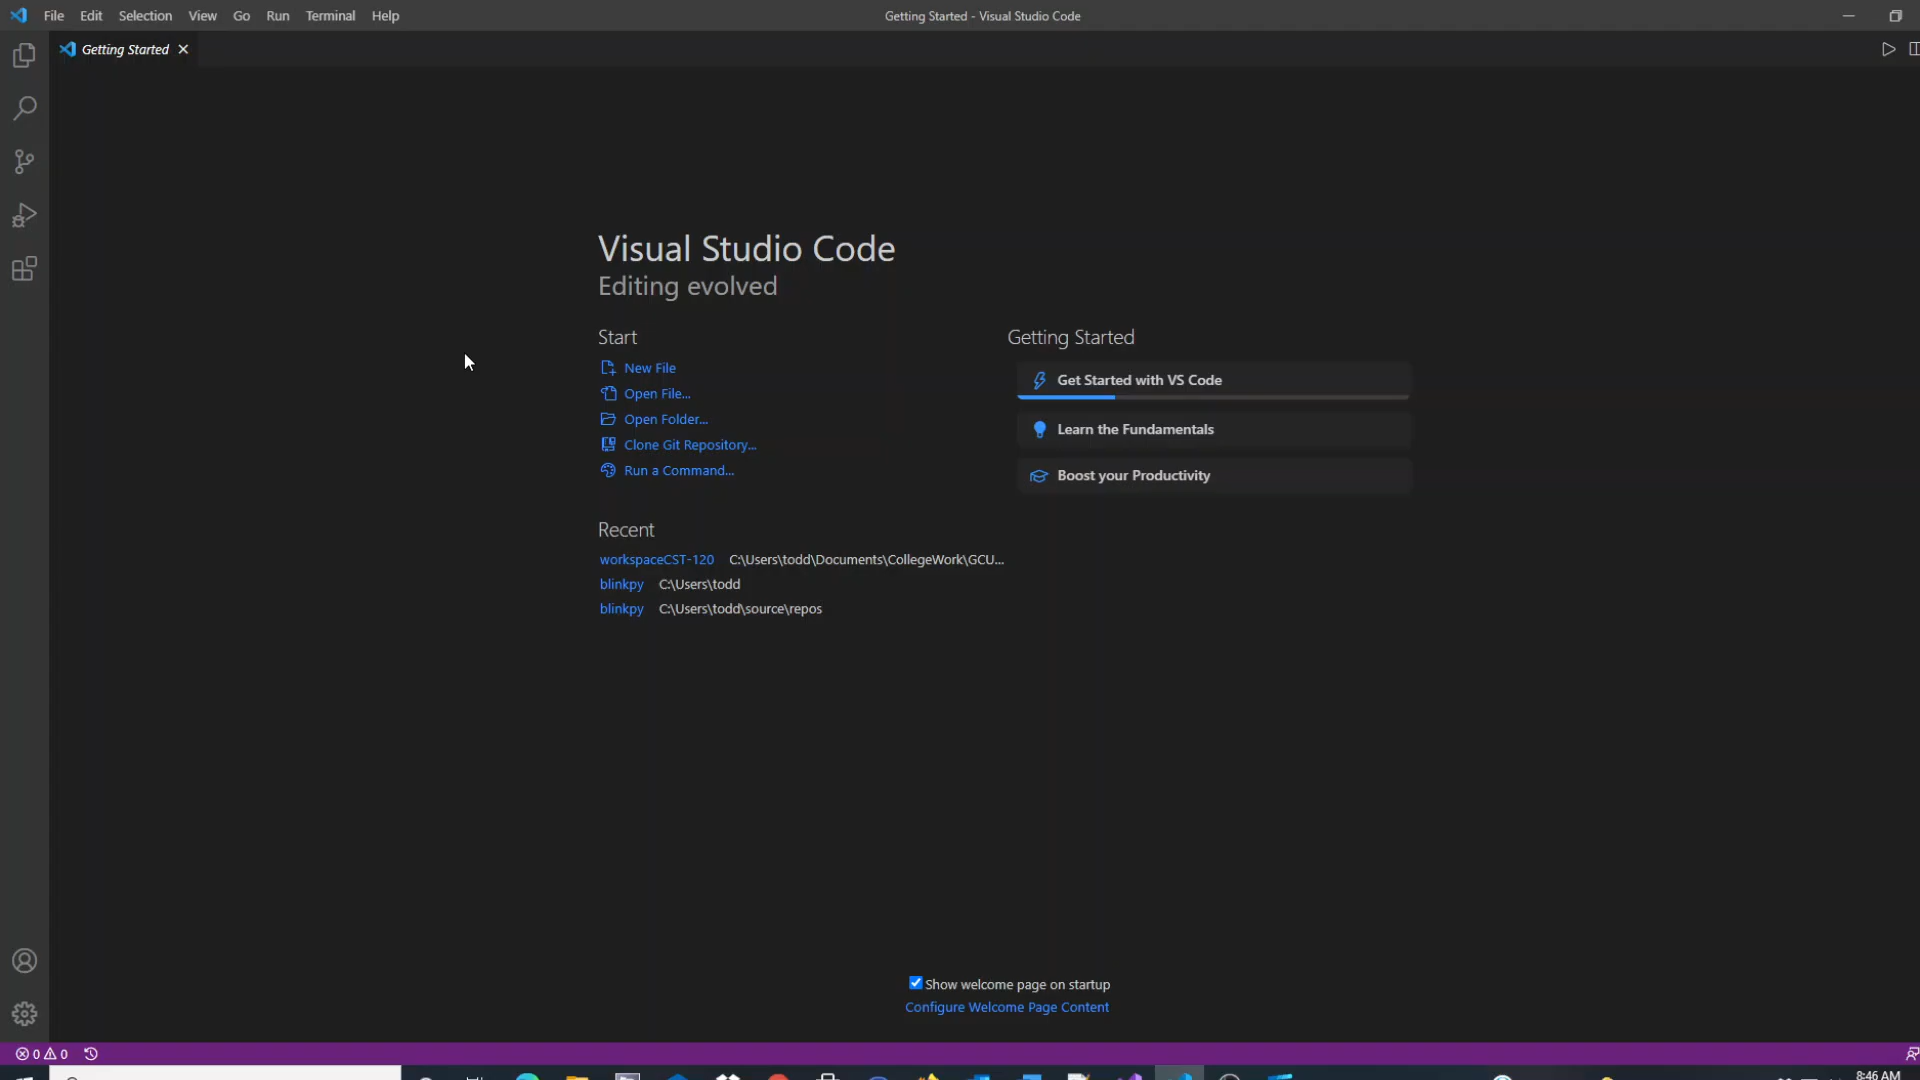 File Edit Selection View Go Run Terminal Help
Getting Started - Visual Studio Code
Getting Started
Visual Studio Code
Editing evolved
Start
New File
Open File...
Open Folder...
Clone Git Repository...
Run a Command...
Getting Started
Get Started with VS Code
Learn the Fundamentals
Boost your Productivity
Recent
workspaceCST-120 C:\Users\todd\Documents\CollegeWork\GCU...
blinkpy C:\Users\todd
blinkpy C:\Users\todd\source\repos
Show welcome page on startup
Configure Welcome Page Content
0 0
8:46 AM